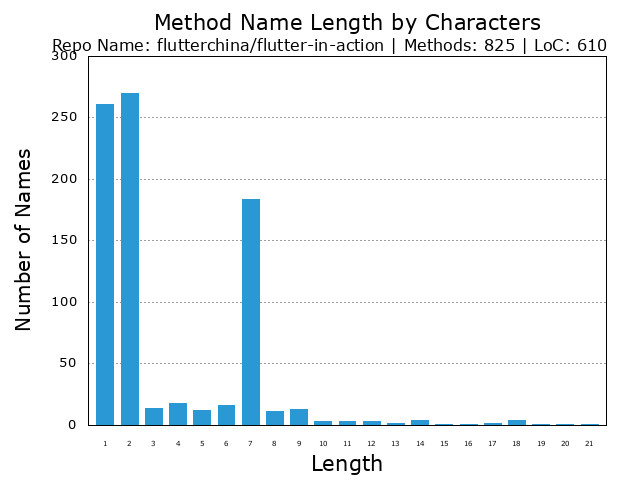 Method Name Length by Characters
Repo Name: flutterchina/flutter-in-action | Methods: 825 | LoC: 610
300
250
200
150
100
50
0
Number of Names
1 2 3 4 5 6 7 8 9 10 11 12 13 14 15 16 17 18 19 20 21
Length